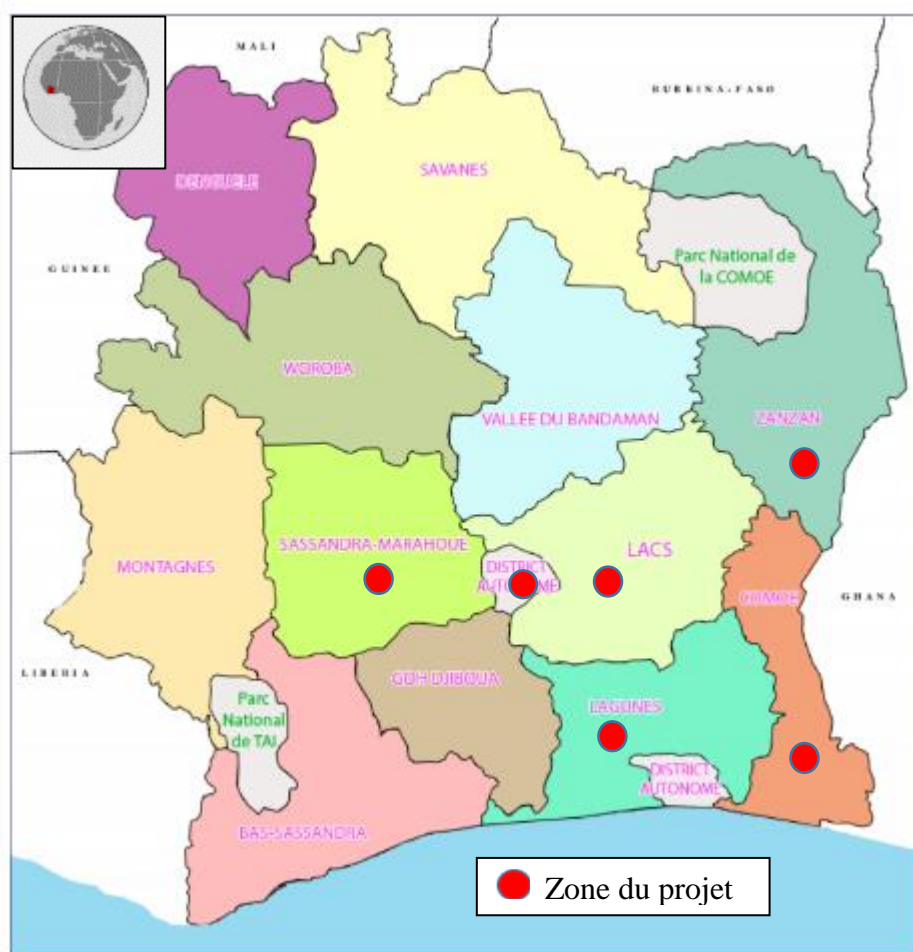 MALI
BURKINA-FASO
DENGUELE
SAVANES
Parc National de
la COMOE
GUINEE
WOROBA
VALLEE DU BANDAMAN
ZANZAN
SASSANDRA-MARAHOUE
LACS
MONTAGNES
DISTRICT
AUTONOME
COMOE
GHANA
LIBERIA
GOH DJIBOUA
Parc
National
de TAI
LAGUNES
DISTRICT
AUTONOME
BAS-SASSANDRA
Zone du projet